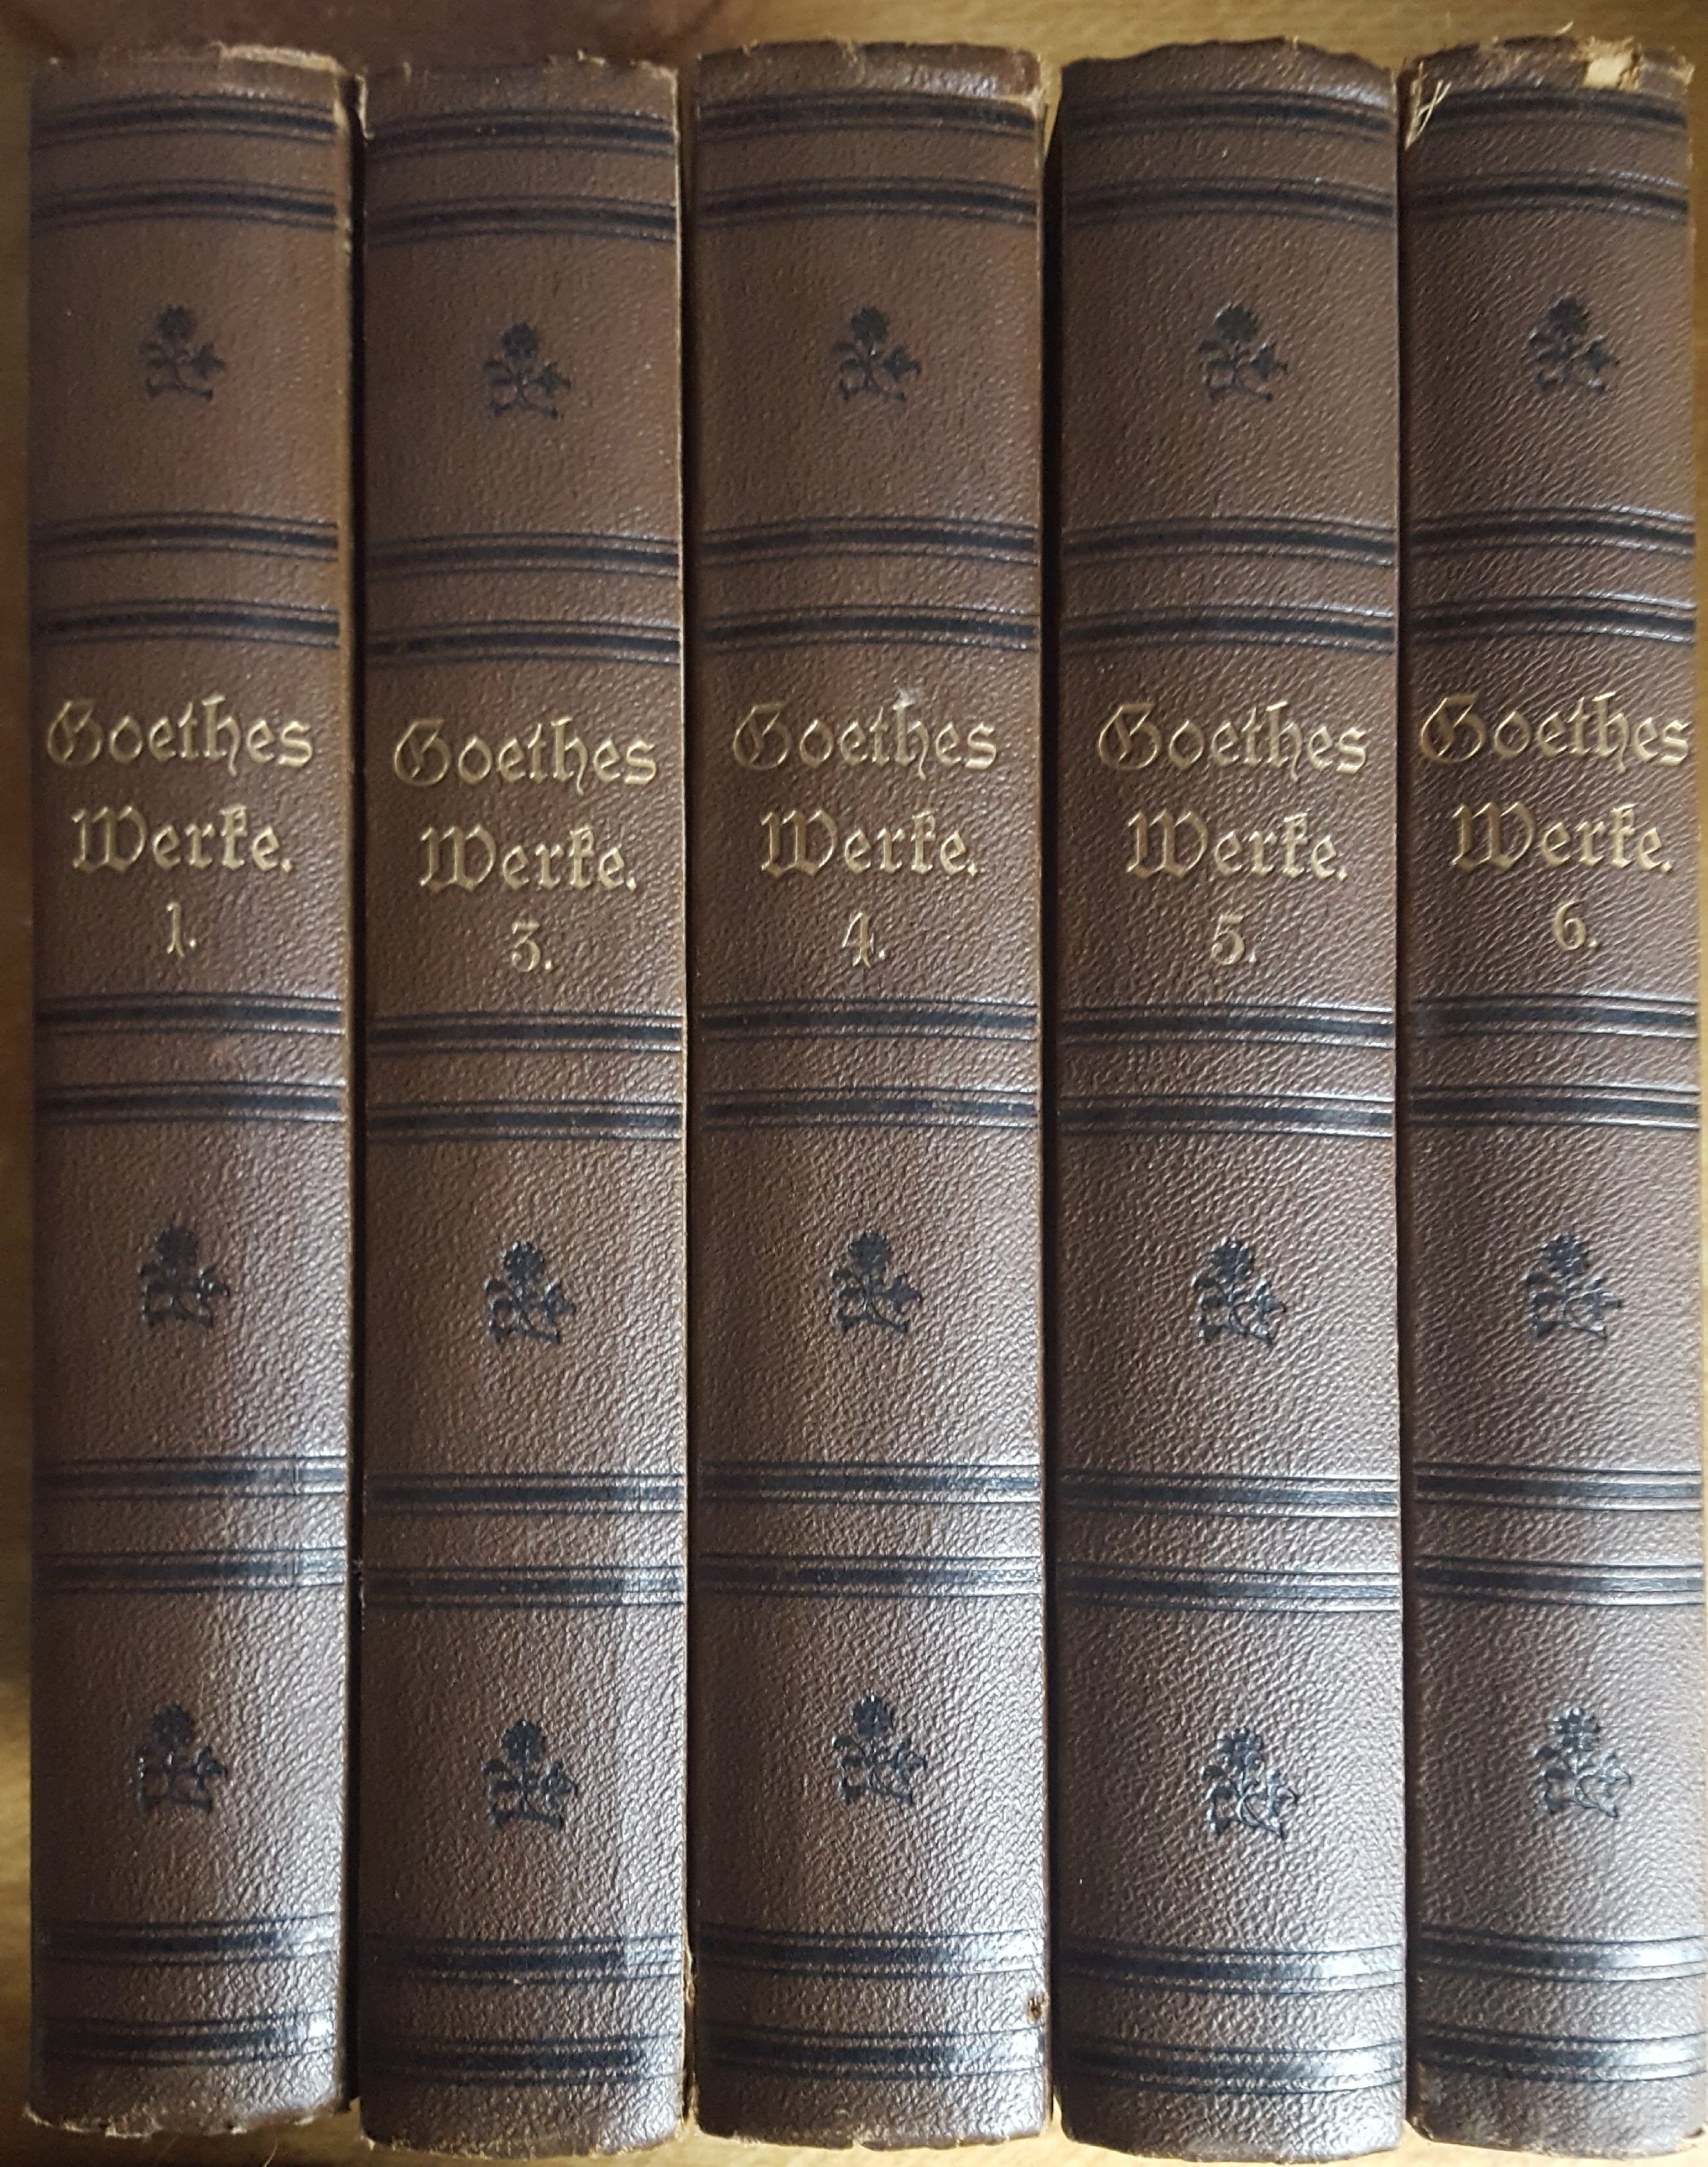 Goethes
Werke.
1.
Goethes
Werke.
3.
Goethes
Werke.
4.
Goethes
Werke.
5.
Goethes
Werke.
6.